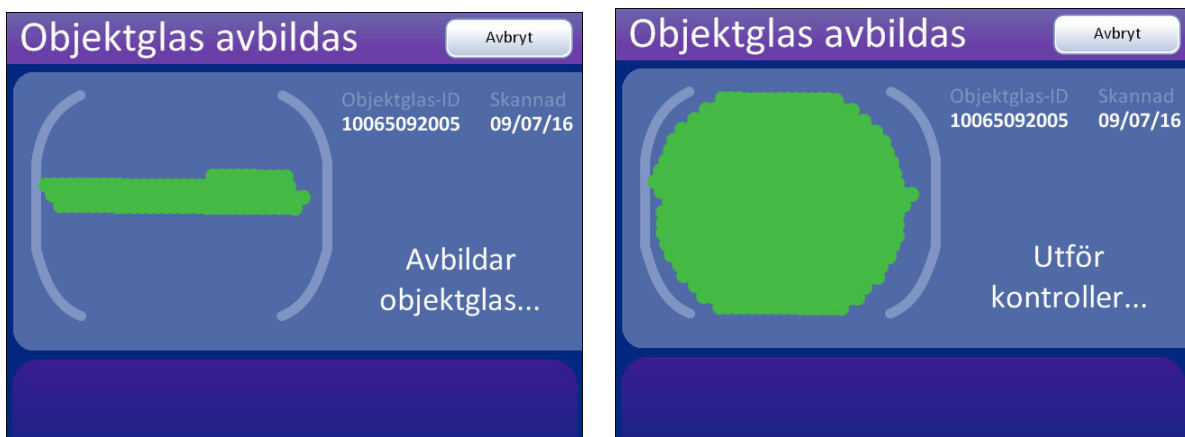 Objektglas avbildas
Avbryt
Objektglas-ID Skannad
10065092005 09/07/16
Avbildar
objektglas...
Objektglas avbildas
Avbryt
Objektglas-ID Skannad
10065092005 09/07/16
Utför
kontroller...